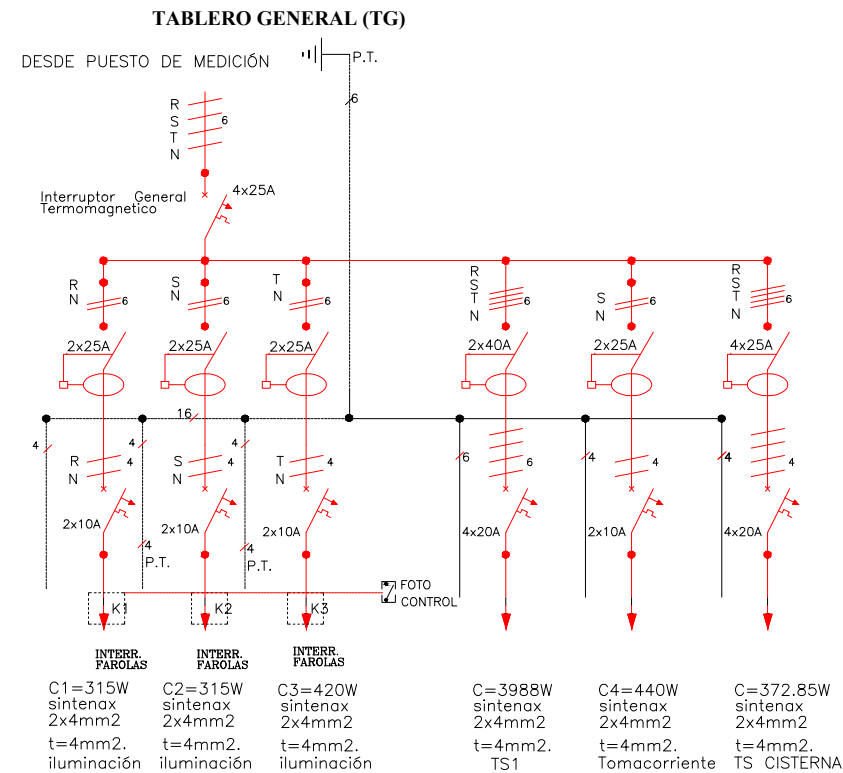 TABLERO GENERAL (TG)
DESDE PUESTO DE MEDICIÓN
P.T.
6
R
S
T
N
6
Interruptor General
Termomagnetico
4x25A
R
N
6
S
N
6
T
N
6
R
S
T
N
6
S
N
6
R
S
T
N
6
2x25A
2x25A
2x25A
2x40A
2x25A
4x25A
16
4
4
4
6
4
4
R
N
4
S
N
4
T
N
4
6
4
4
2x10A
2x10A
2x10A
4x20A
2x10A
4x20A
4
P.T.
4
P.T.
FOTO
CONTROL
K1
K2
K3
INTERR.
FAROLAS
INTERR.
FAROLAS
INTERR.
FAROLAS
C1=315W
sintenax
2x4mm2
t=4mm2.
iluminación
C2=315W
sintenax
2x4mm2
t=4mm2.
iluminación
C3=420W
sintenax
2x4mm2
t=4mm2.
iluminación
C=3988W
sintenax
2x4mm2
t=4mm2.
TS1
C4=440W
sintenax
2x4mm2
t=4mm2.
Tomacorriente
C=372.85W
sintenax
2x4mm2
t=4mm2.
TS CISTERNA